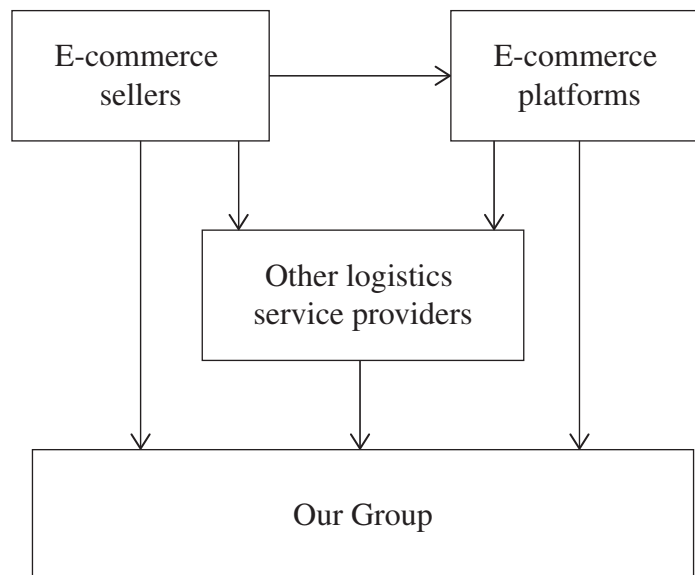 E-commerce
sellers
E-commerce
platforms
Other logistics
service providers
Our Group